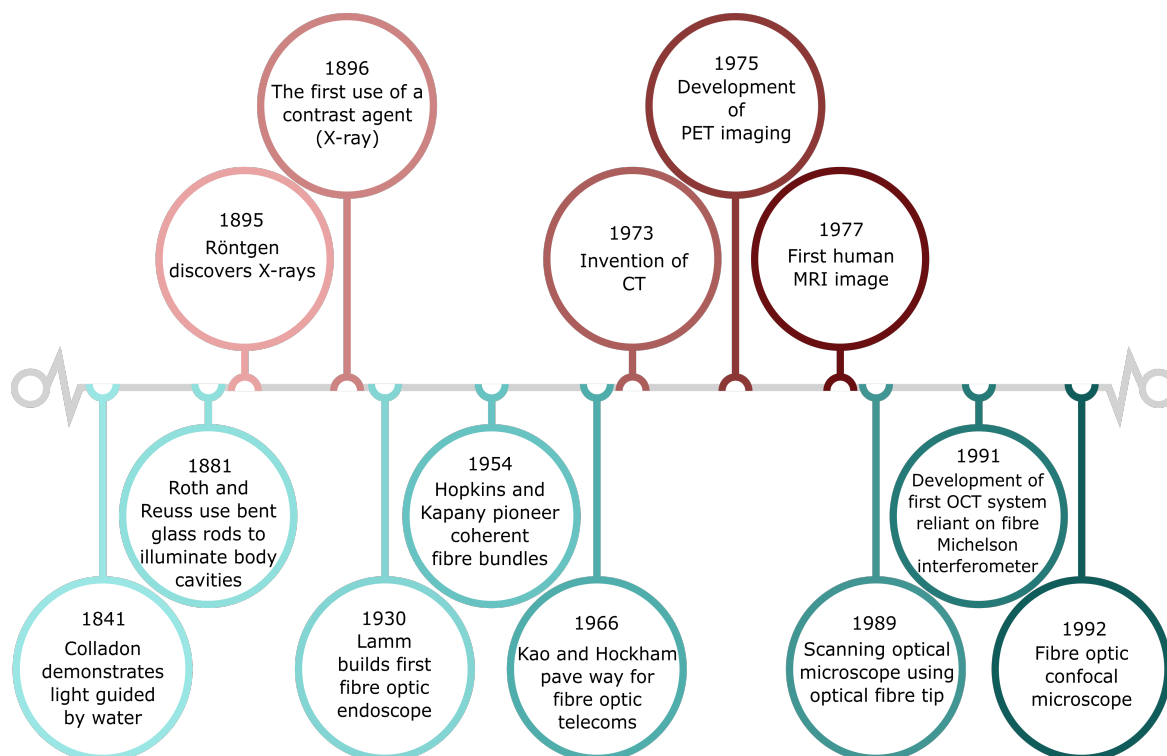 1896
The first use of a
contrast agent
(X-ray)
1975
Development
of
PET imaging
1895
Röntgen
discovers X-rays
1973
Invention of
CT
1977
First human
MRI image
1881
Roth and
Reuss use bent
glass rods to
illuminate body
cavities
1954
Hopkins and
Kapany pioneer
coherent
fibre bundles
1991
Development of
first OCT system
reliant on fibre
Michelson
interferometer
1841
Colladon
demonstrates
light guided
by water
1930
Lamm
builds first
fibre optic
endoscope
1966
Kao and Hockham
pave way for
fibre optic
telecoms
1989
Scanning optical
microscope using
optical fibre tip
1992
Fibre optic
confocal
microscope